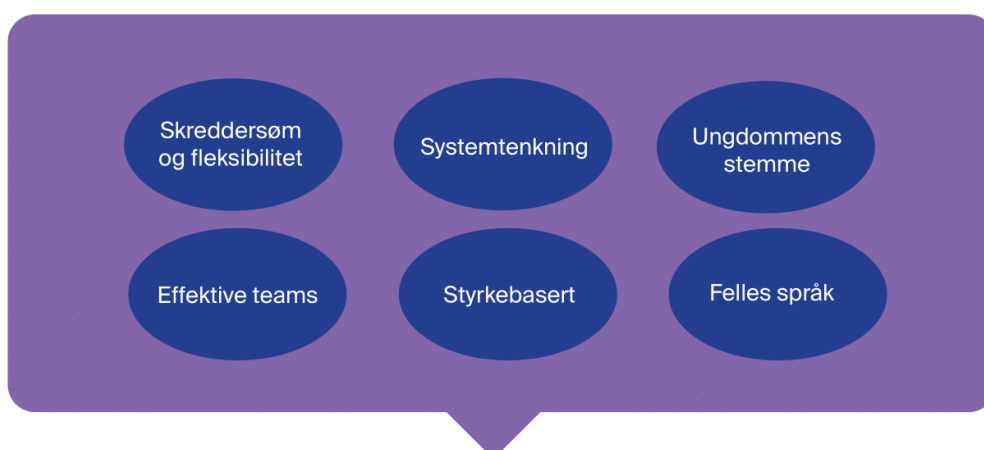 Skreddersøm
og fleksibilitet
Systemtenkning
Ungdommens
stemme
Effektive teams
Styrkebasert
Felles språk